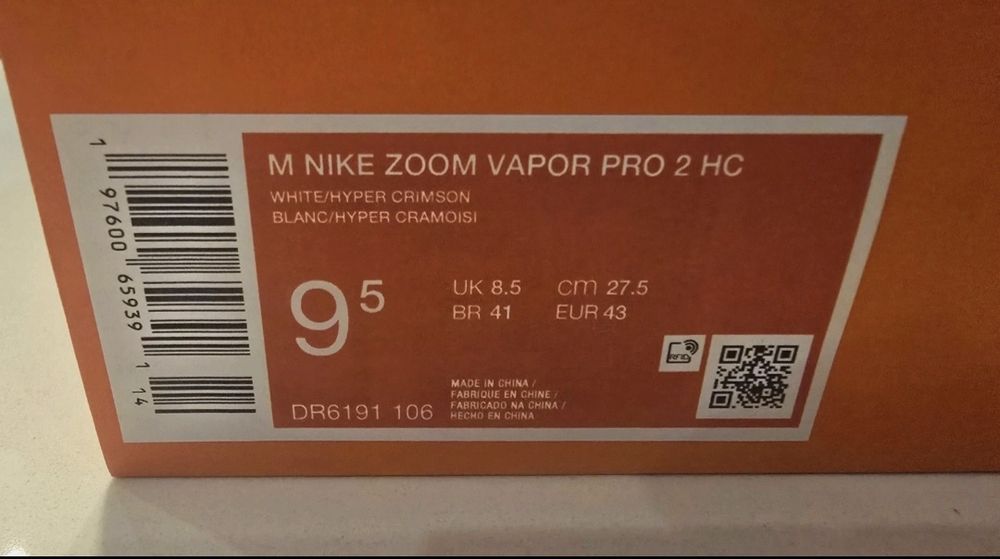 M NIKE ZOOM VAPOR PRO 2 HC
WHITE/HYPER CRIMSON
BLANC/HYPER CRAMOISI
9 5
UK 8.5 cm 27.5
BR 41 EUR 43
RFID
MADE IN CHINA /
FABRIQUE EN CHINE /
FABRICADO NA CHINA /
HECHO EN CHINA
DR6191 106
1 97600 65939 1 14